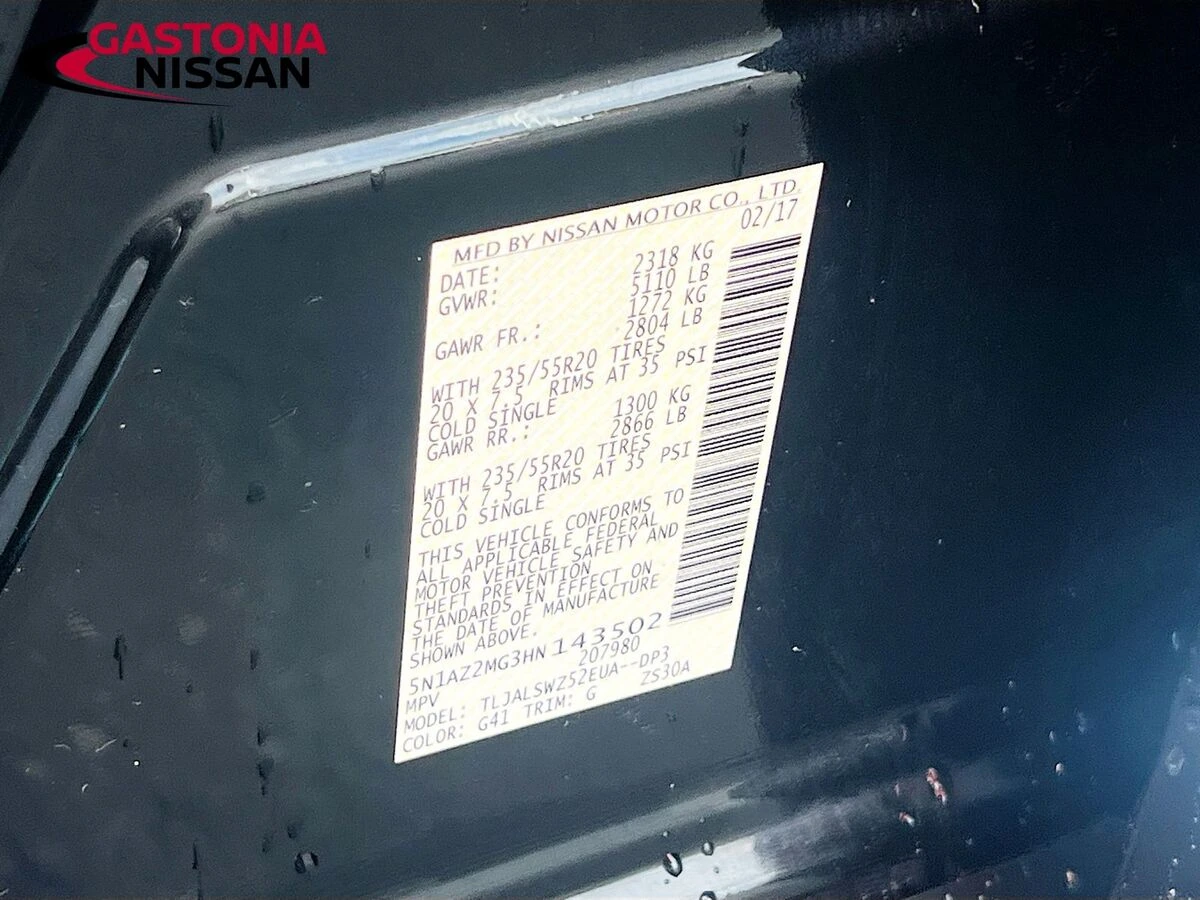 GASTONIA
NISSAN
MFD BY NISSAN MOTOR CO., LTD.
DATE: 02/17
GVWR: 2318 KG
5110 LB
GAWR FR.: 1272 KG
2804 LB
WITH 235/55R20 TIRES
20 X 7.5 RIMS AT 35 PSI
COLD SINGLE
GAWR RR.: 1300 KG
2866 LB
WITH 235/55R20 TIRES
20 X 7.5 RIMS AT 35 PSI
COLD SINGLE
THIS VEHICLE CONFORMS TO
ALL APPLICABLE FEDERAL
MOTOR VEHICLE SAFETY AND
THEFT PREVENTION
STANDARDS IN EFFECT ON
THE DATE OF MANUFACTURE
SHOWN ABOVE.
5N1AZ2MG3HN143502
MPV 207980
MODEL: TLJALSWZ52EUA--DP3
COLOR: G41 TRIM: G ZS30A